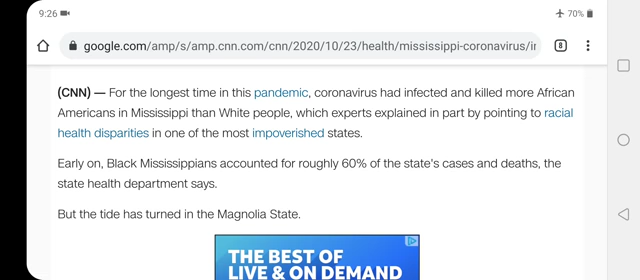 9:26
70%
google.com/amp/s/amp.cnn.com/cnn/2020/10/23/health/mississippi-coronavirus/ir
8
(CNN) — For the longest time in this pandemic, coronavirus had infected and killed more African
Americans in Mississippi than White people, which experts explained in part by pointing to racial
health disparities in one of the most impoverished states.
Early on, Black Mississippians accounted for roughly 60% of the state's cases and deaths, the
state health department says.
But the tide has turned in the Magnolia State.
THE BEST OF
LIVE & ON DEMAND